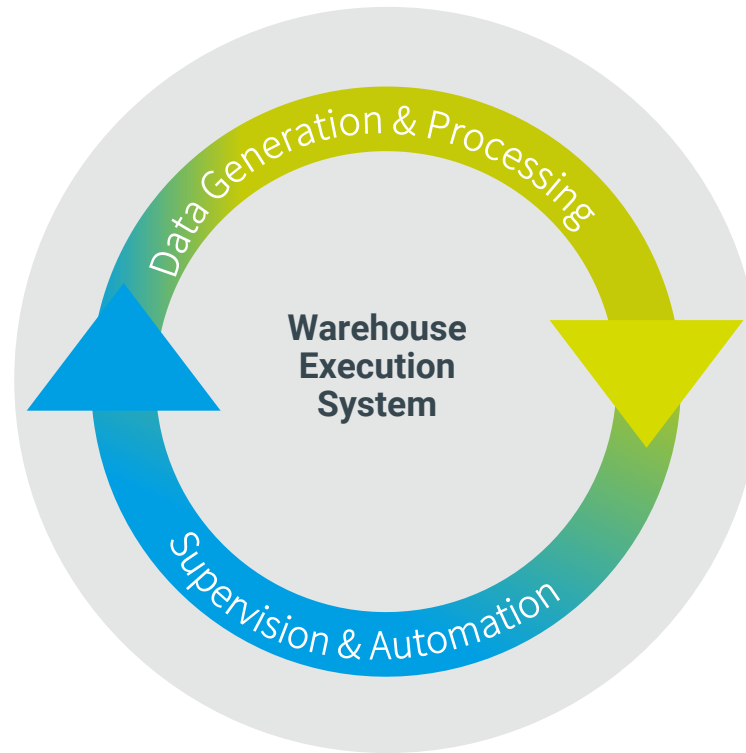 Data Generation & Processing
Warehouse
Execution
System
Supervision & Automation